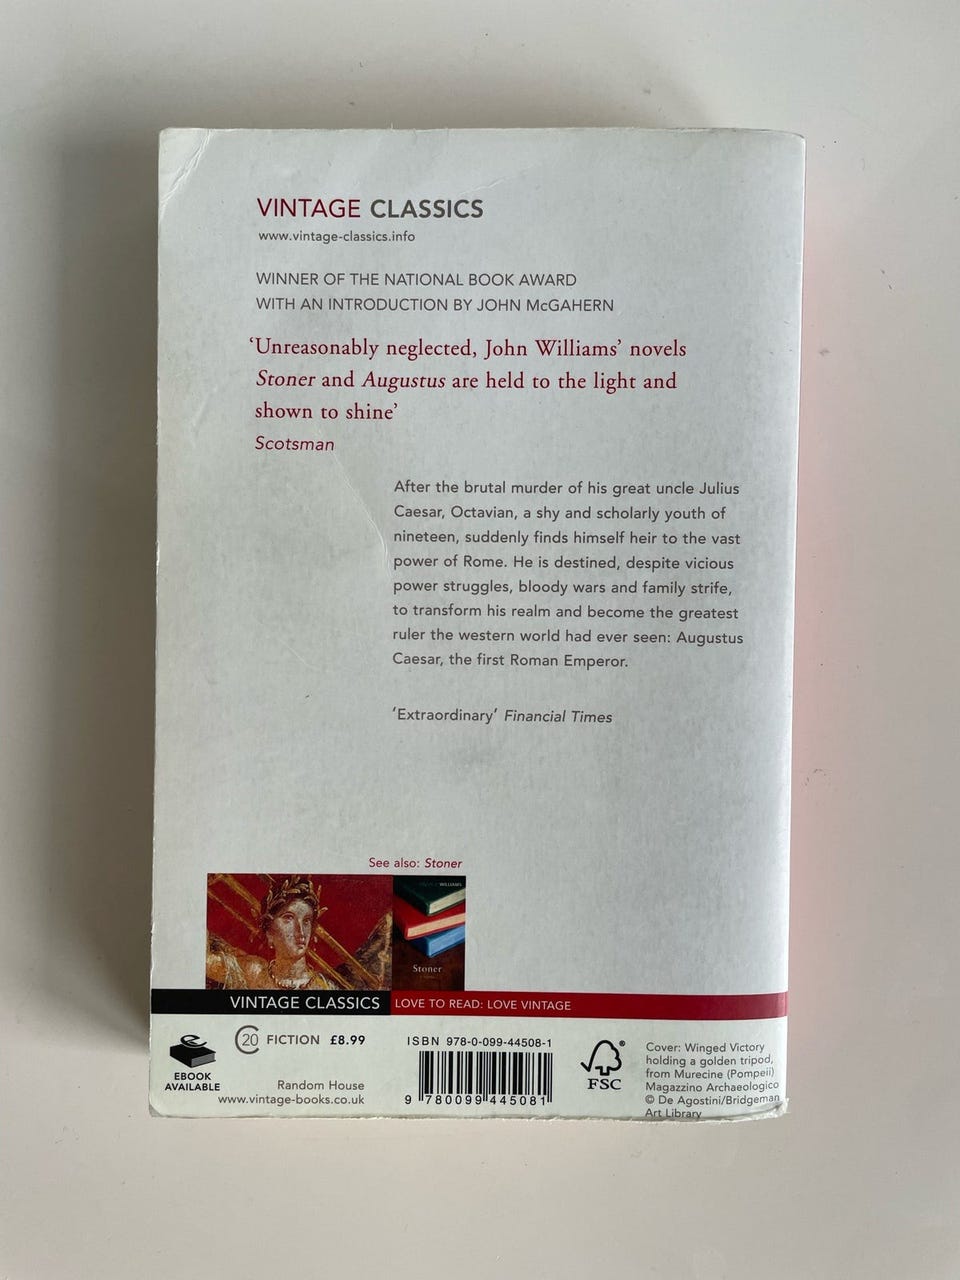 VINTAGE CLASSICS
www.vintage-classics.info
WINNER OF THE NATIONAL BOOK AWARD
WITH AN INTRODUCTION BY JOHN McGAHERN
‘Unreasonably neglected, John Williams’ novels
Stoner and Augustus are held to the light and
shown to shine’
Scotsman
After the brutal murder of his great uncle Julius
Caesar, Octavian, a shy and scholarly youth of
nineteen, suddenly finds himself heir to the vast
power of Rome. He is destined, despite vicious
power struggles, bloody wars and family strife,
to transform his realm and become the greatest
ruler the western world had ever seen: Augustus
Caesar, the first Roman Emperor.
‘Extraordinary’ Financial Times
See also: Stoner
WILLIAMS
Stoner
VINTAGE CLASSICS
LOVE TO READ: LOVE VINTAGE
e
EBOOK
AVAILABLE
C20 FICTION £8.99
Random House
www.vintage-books.co.uk
ISBN 978-0-099-44508-1
9 780099 445081
®
FSC
Cover: Winged Victory
holding a golden tripod,
from Murecine (Pompeii)
Magazzino Archaeologico
© De Agostini/Bridgeman
Art Library